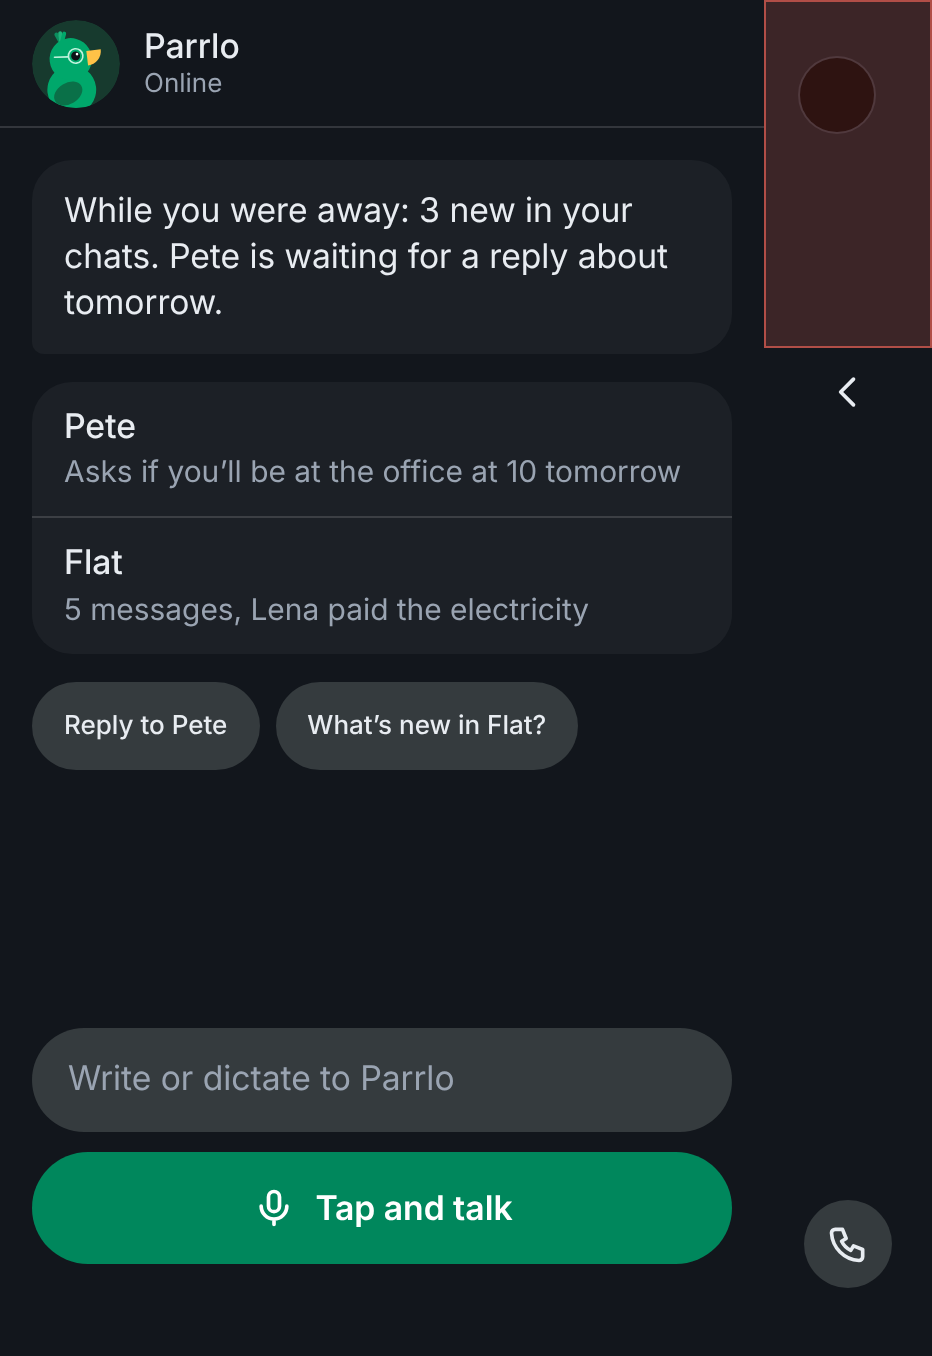 Parrlo
Online
While you were away: 3 new in your
chats. Pete is waiting for a reply about
tomorrow.
Pete
Asks if you’ll be at the office at 10 tomorrow
Flat
5 messages, Lena paid the electricity
Reply to Pete
What’s new in Flat?
Write or dictate to Parrlo
Tap and talk